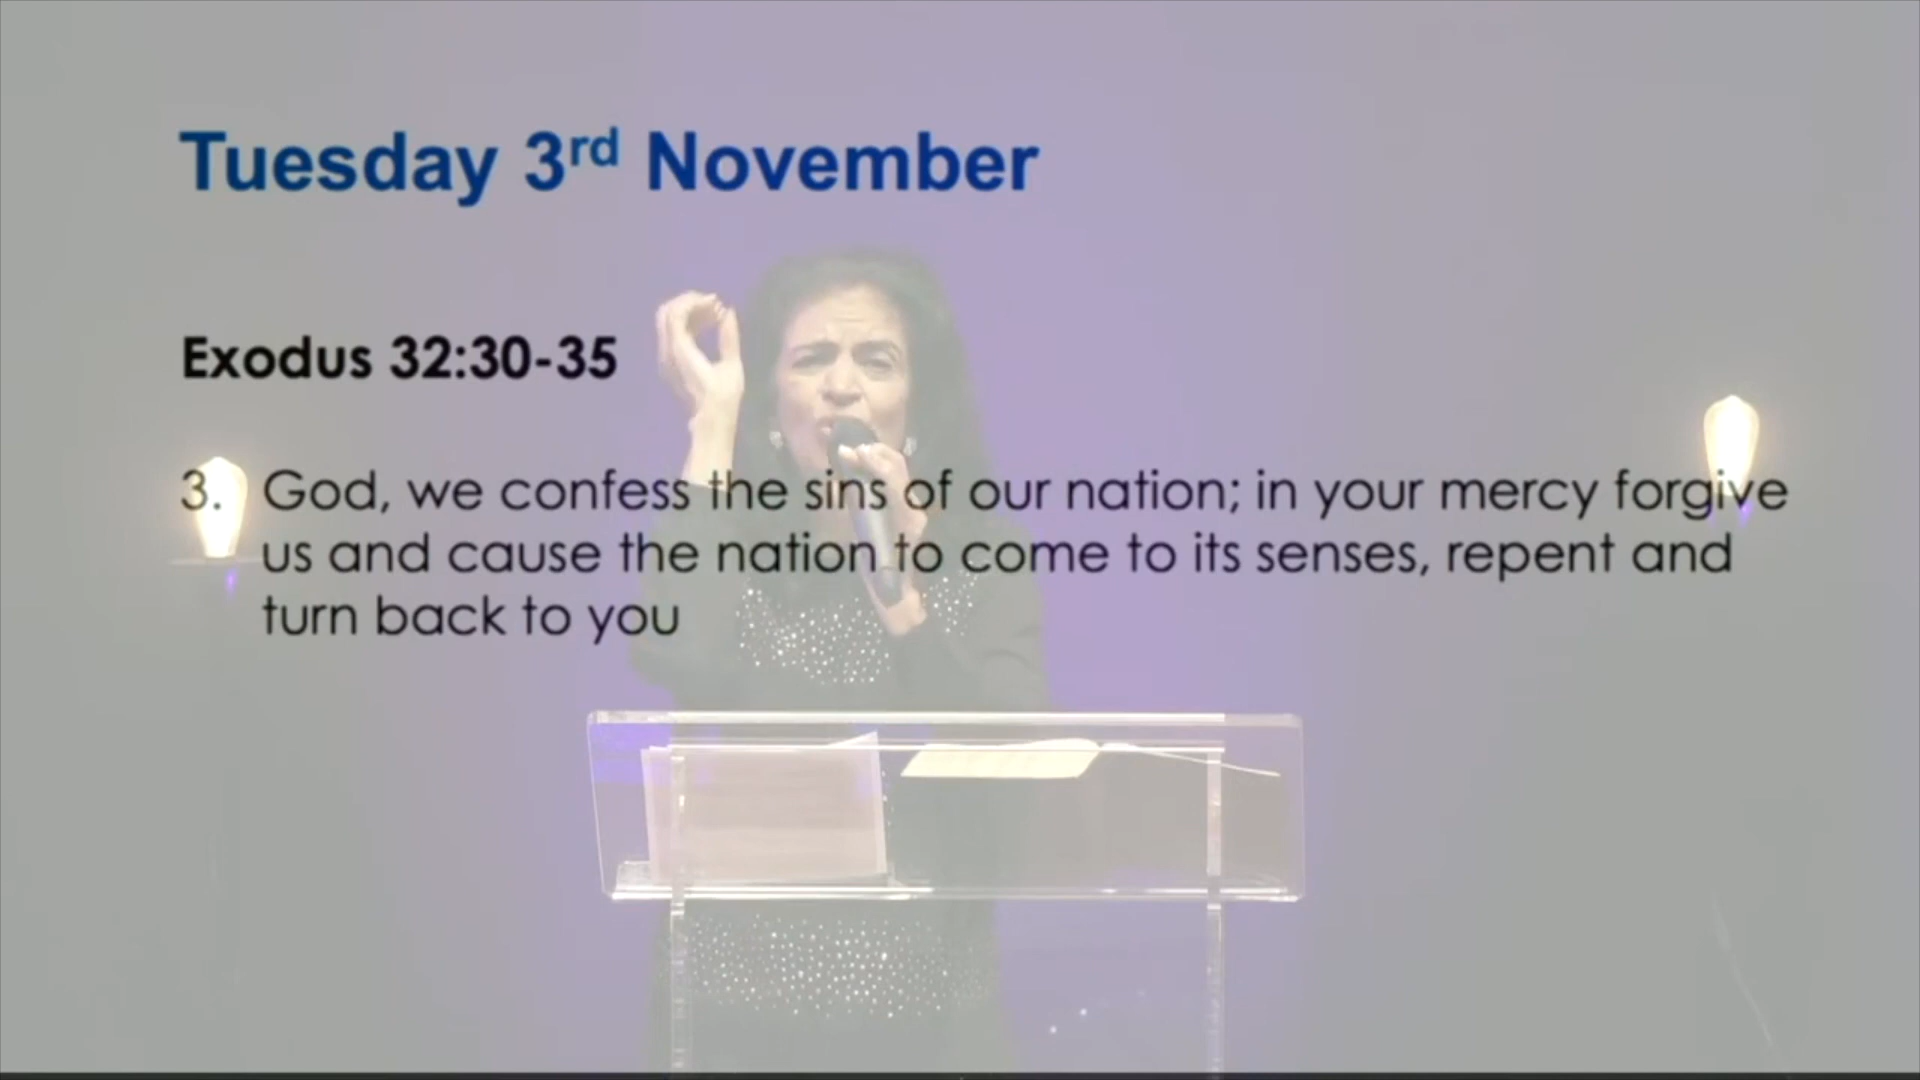 Tuesday 3rd November
Exodus 32:30-35
3. God, we confess the sins of our nation; in your mercy forgive
us and cause the nation to come to its senses, repent and
turn back to you